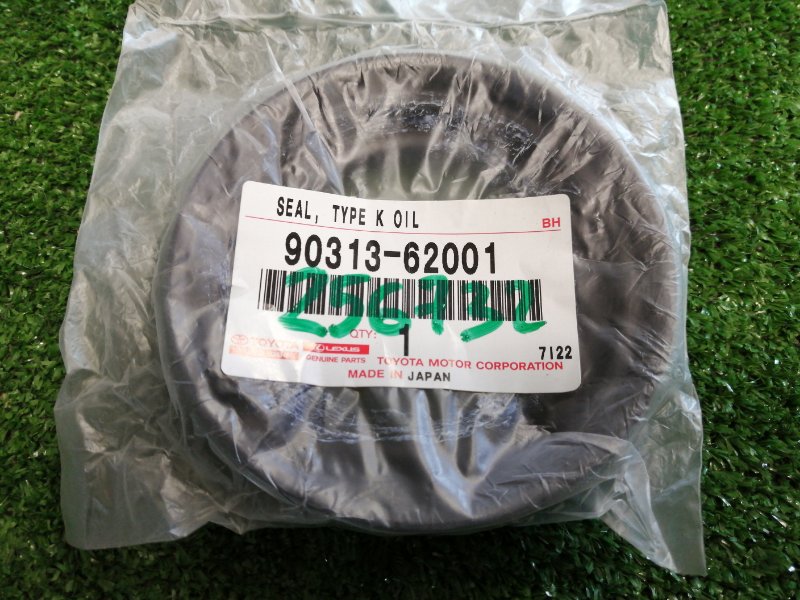 SEAL, TYPE K OIL
BH
90313-62001
256732
QTY: 1
7122
TOYOTA LEXUS
GENUINE PARTS TOYOTA MOTOR CORPORATION
MADE IN JAPAN